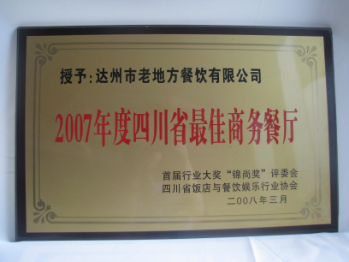 授予:达州市老地方餐饮有限公司
2007年度四川省最佳商务餐厅
首届行业大奖“锦尚奖”评委会
四川省饭店与餐饮娱乐行业协会
二00八年三月